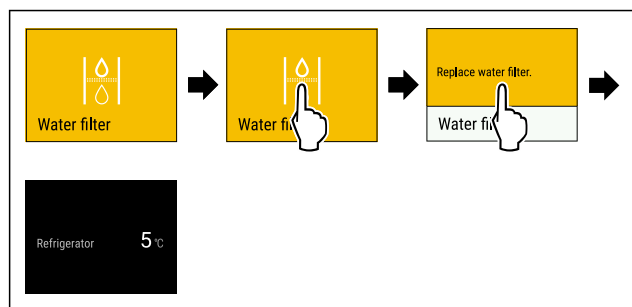 Water filter
Water fi
Replace water filter.
Water fi
Refrigerator 5 °C